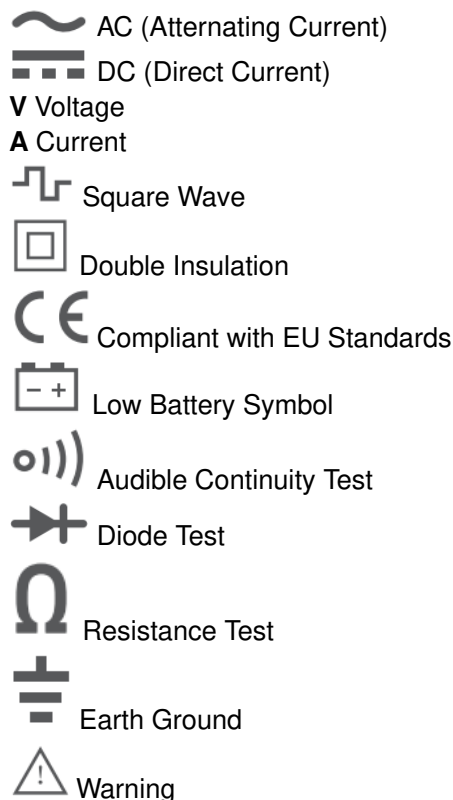 AC (Atternating Current)
DC (Direct Current)
V Voltage
A Current
Square Wave
Double Insulation
CE Compliant with EU Standards
- + Low Battery Symbol
Audible Continuity Test
Diode Test
Ω Resistance Test
Earth Ground
! Warning